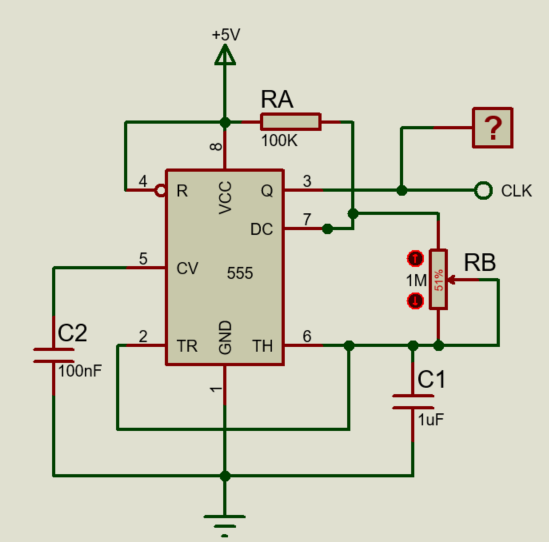 +5V
RA
100K
?
8
4
R
VCC
Q
3
CLK
DC
7
5
CV
555
1M
51%
RB
C2
100nF
2
TR
GND
TH
6
1
C1
1uF